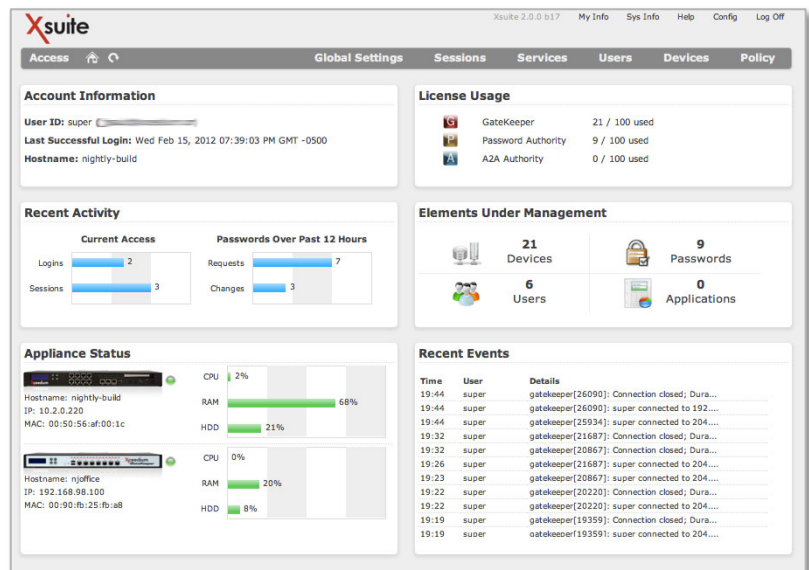 Xsuite
Xsuite 2.0.0 b17 My Info Sys Info Help Config Log Off
Access Global Settings Sessions Services Users Devices Policy
Account Information
User ID: super
Last Successful Login: Wed Feb 15, 2012 07:39:03 PM GMT -0500
Hostname: nightly-build
License Usage
G GateKeeper 21 / 100 used
P Password Authority 9 / 100 used
A A2A Authority 0 / 100 used
Recent Activity
Current Access
Logins 2
Sessions 3
Passwords Over Past 12 Hours
Requests 7
Changes 3
Elements Under Management
21 Devices
9 Passwords
6 Users
0 Applications
Appliance Status
Hostname: nightly-build
IP: 10.2.0.220
MAC: 00:50:56:af:00:1c
CPU 2%
RAM 68%
HDD 21%
Hostname: njoffice
IP: 192.168.98.100
MAC: 00:90:fb:25:fb:a8
CPU 0%
RAM 20%
HDD 8%
Recent Events
Time User Details
19:44 super gatekeeper[26090]: Connection closed; Dura...
19:44 super gatekeeper[26090]: super connected to 192....
19:44 super gatekeeper[25934]: super connected to 204....
19:32 super gatekeeper[21687]: Connection closed; Dura...
19:32 super gatekeeper[20867]: Connection closed; Dura...
19:26 super gatekeeper[21687]: super connected to 204....
19:23 super gatekeeper[20867]: super connected to 204....
19:22 super gatekeeper[20220]: Connection closed; Dura...
19:22 super gatekeeper[20220]: super connected to 204....
19:19 super gatekeeper[19359]: Connection closed; Dura...
19:19 super gatekeeper[19359]: super connected to 204....